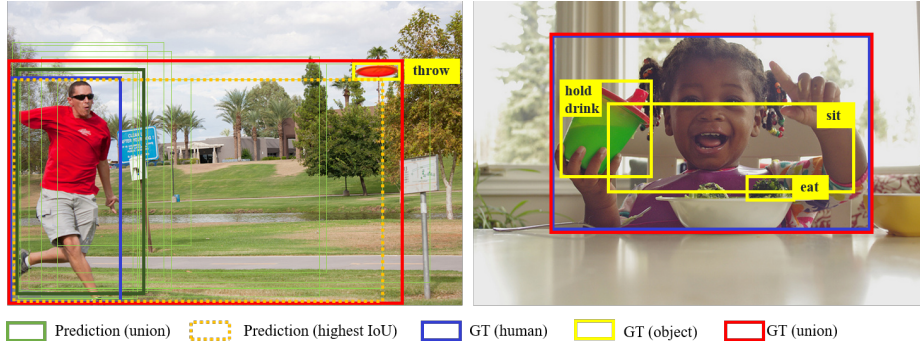 throw
hold
drink
sit
eat
Prediction (union)
Prediction (highest IoU)
GT (human)
GT (object)
GT (union)